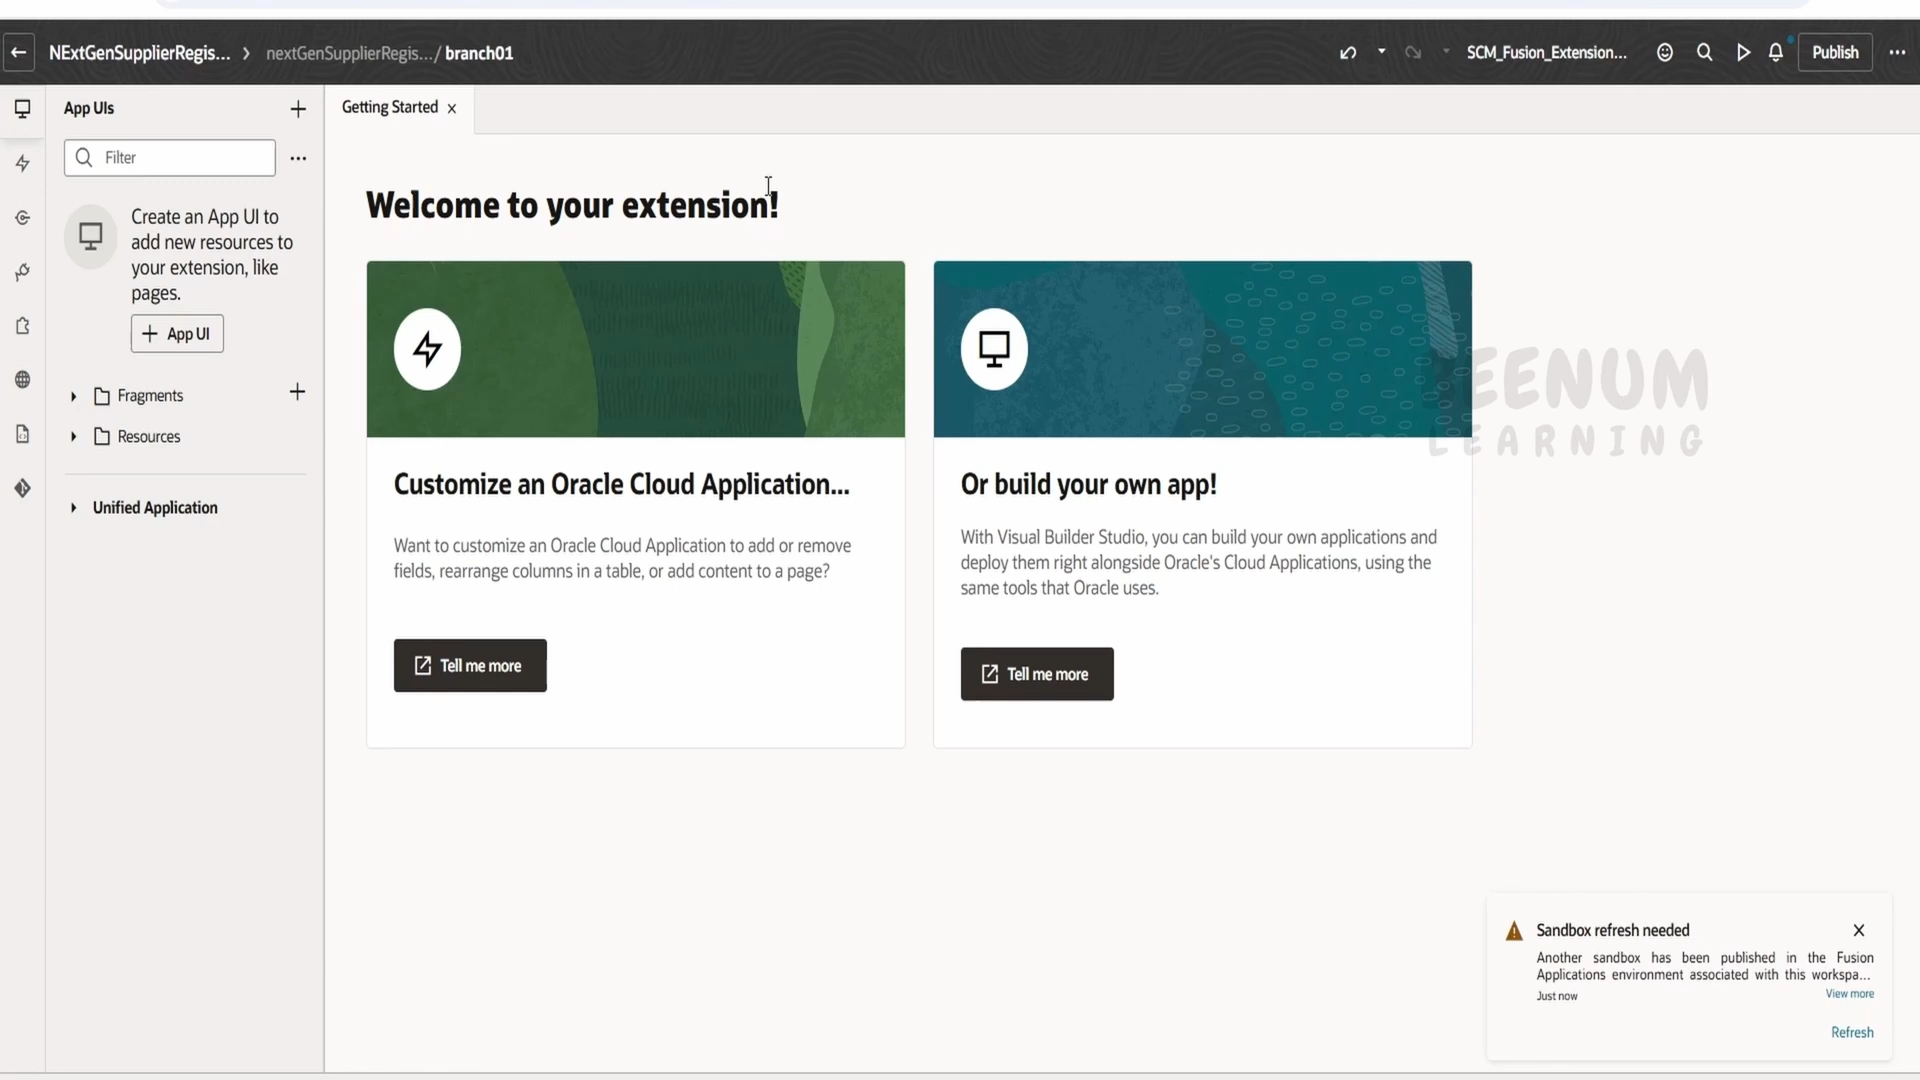 NExtGenSupplierRegis... > nextGenSupplierRegis.../ branch01
SCM_Fusion_Extension...
Publish
App UIs
Filter
Create an App UI to
add new resources to
your extension, like
pages.
App UI
Fragments
Resources
Unified Application
Getting Started
Welcome to your extension!
Customize an Oracle Cloud Application...
Want to customize an Oracle Cloud Application to add or remove
fields, rearrange columns in a table, or add content to a page?
Tell me more
Or build your own app!
With Visual Builder Studio, you can build your own applications and
deploy them right alongside Oracle's Cloud Applications, using the
same tools that Oracle uses.
Tell me more
EENUM
LEARNING
Sandbox refresh needed
Another sandbox has been published in the Fusion
Applications environment associated with this workspa...
Just now
View more
Refresh